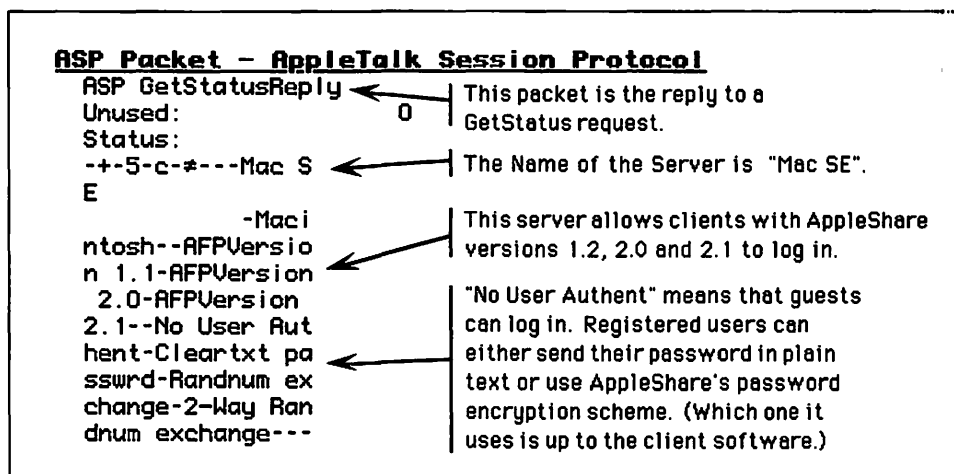 ASP Packet – AppleTalk Session Protocol
ASP GetStatusReply
Unused: 0
Status:
-+-5-c-≠---Mac S
E
-Maci
ntosh--AFPVersio
n 1.1-AFPVersion
2.0-AFPVersion
2.1--No User Aut
hent-Cleartxt pa
sswrd-Randnum ex
change-2-Way Ran
dnum exchange---
This packet is the reply to a
GetStatus request.
The Name of the Server is "Mac SE".
This server allows clients with AppleShare
versions 1.2, 2.0 and 2.1 to log in.
"No User Authent" means that guests
can log in. Registered users can
either send their password in plain
text or use AppleShare's password
encryption scheme. (Which one it
uses is up to the client software.)